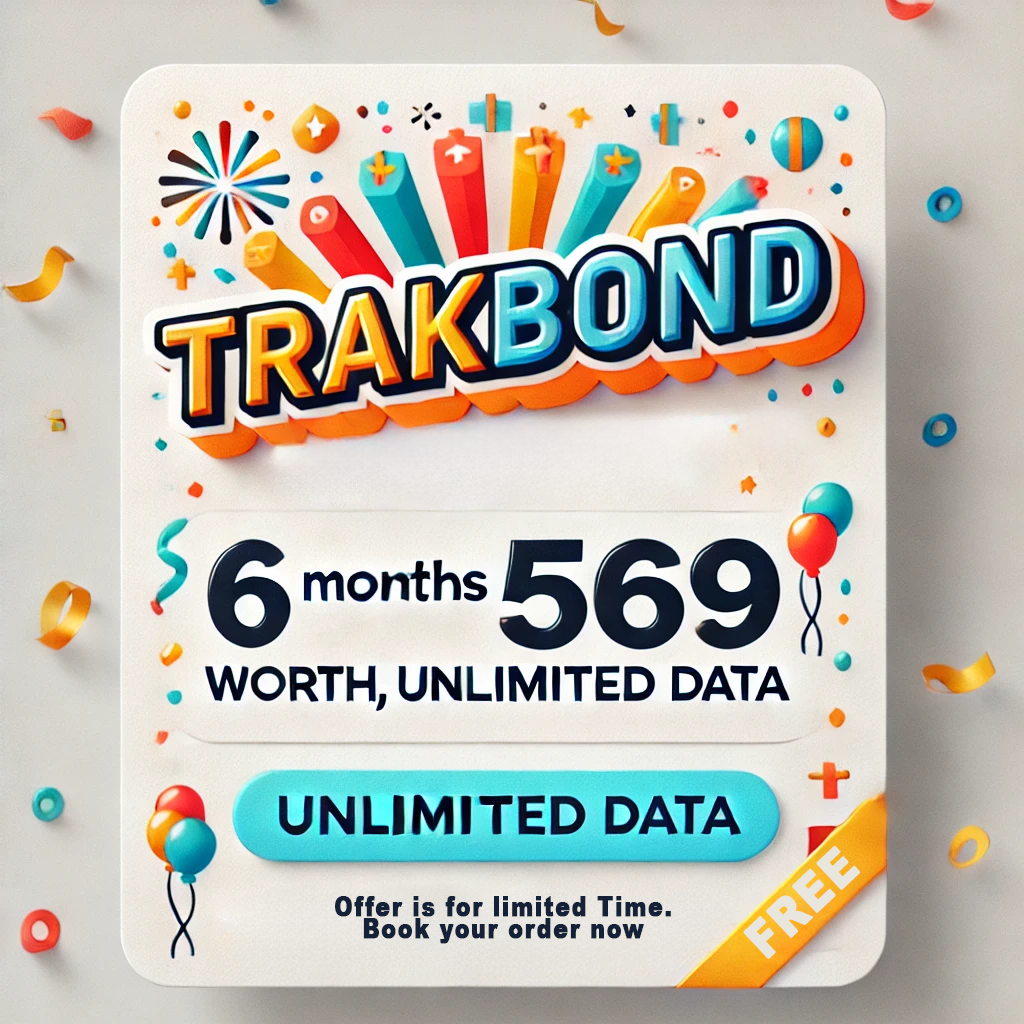 TRAKBOND
6 months 569
WORTH, UNLIMITED DATA
UNLIMITED DATA
Offer is for limited Time.
Book your order now
FREE